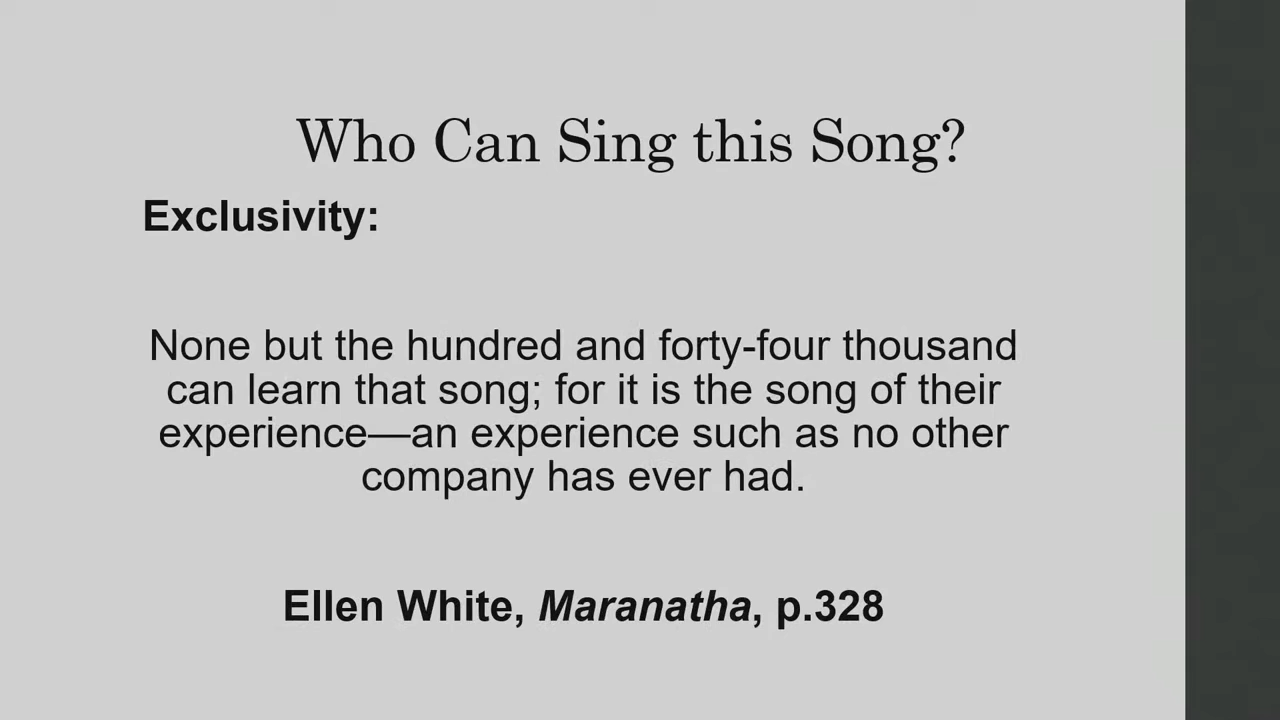 Who Can Sing this Song?
Exclusivity:
None but the hundred and forty-four thousand
can learn that song; for it is the song of their
experience—an experience such as no other
company has ever had.
Ellen White, Maranatha, p.328